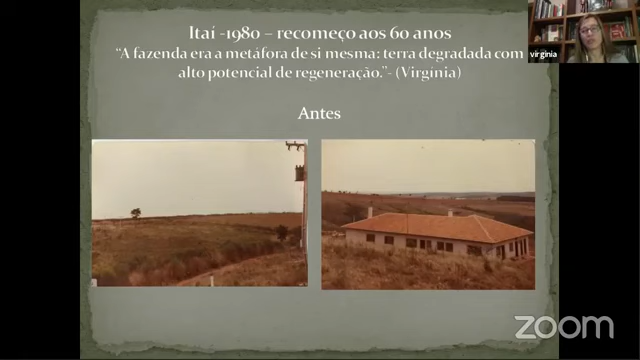 Itaí -1980 – recomeço aos 60 anos
“A fazenda era a metáfora de si mesma: terra degradada com
alto potencial de regeneração.”- (Virgínia)
Antes
virginia
zoom